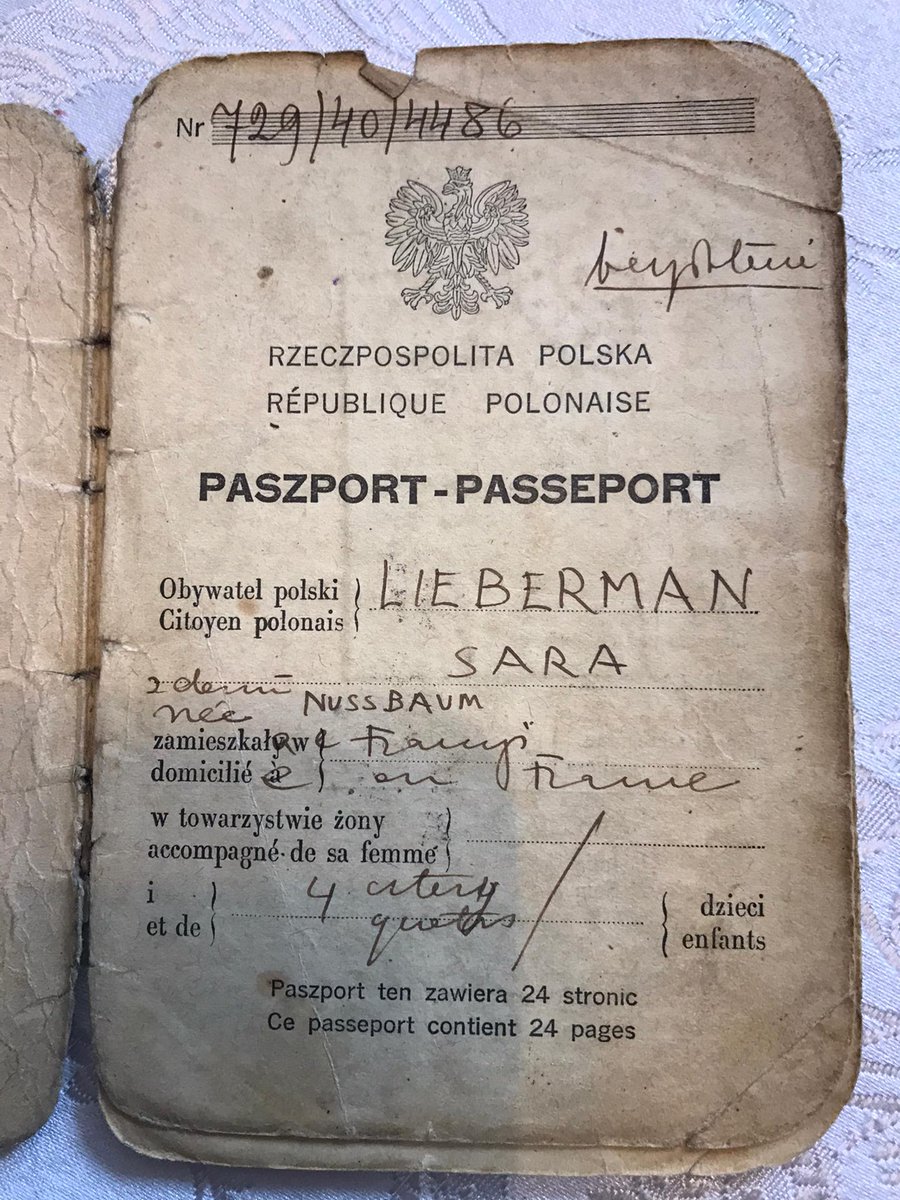 Nr 729/40/4486
bezpłatnie
RZECZPOSPOLITA POLSKA
RÉPUBLIQUE POLONAISE
PASZPORT - PASSEPORT
Obywatel polski
Citoyen polonais
LIEBERMAN
SARA
z domu
née NUSSBAUM
zamieszkały w Francji
domicilié à en France
w towarzystwie żony
accompagné de sa femme
i 4 cztery dzieci
et de quatre enfants
Paszport ten zawiera 24 stronic
Ce passeport contient 24 pages